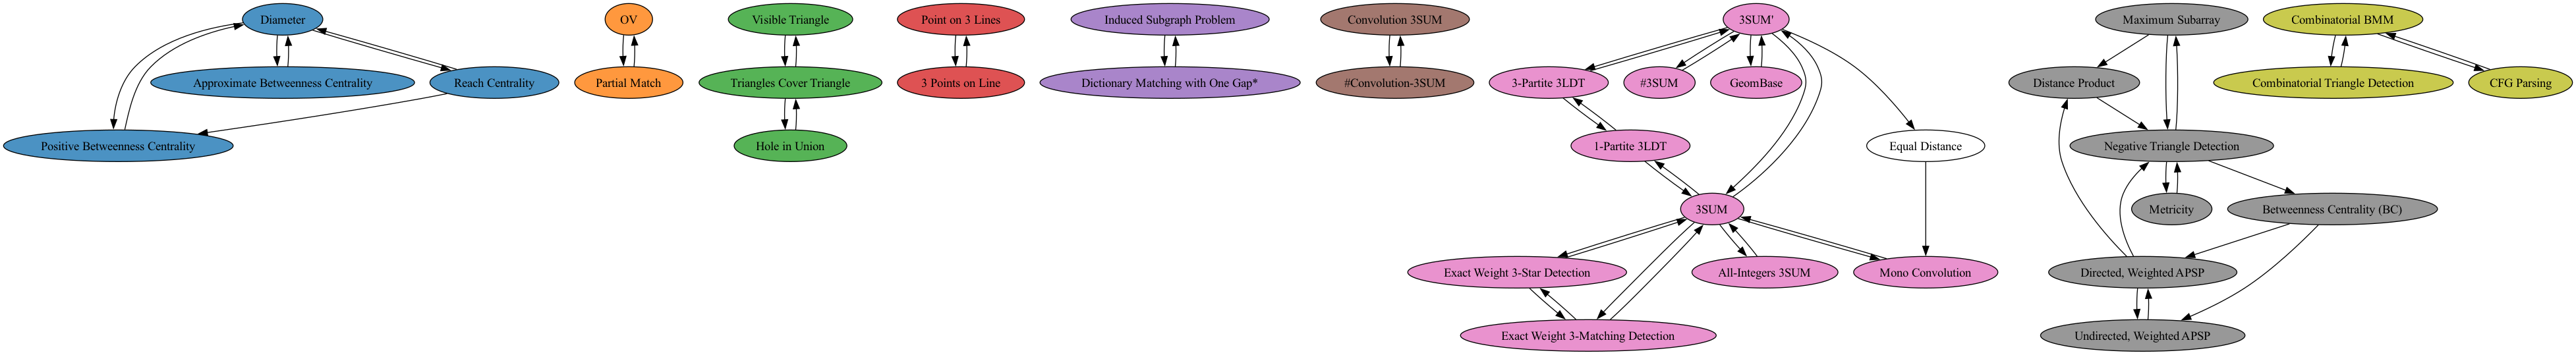 Diameter
OV
Visible Triangle
Point on 3 Lines
Induced Subgraph Problem
Convolution 3SUM
3SUM'
Maximum Subarray
Combinatorial BMM
Approximate Betweenness Centrality
Reach Centrality
Partial Match
Triangles Cover Triangle
3 Points on Line
Dictionary Matching with One Gap*
#Convolution-3SUM
3-Partite 3LDT
#3SUM
GeomBase
Distance Product
Combinatorial Triangle Detection
CFG Parsing
Positive Betweenness Centrality
Hole in Union
1-Partite 3LDT
Equal Distance
Negative Triangle Detection
3SUM
Metricity
Betweenness Centrality (BC)
Exact Weight 3-Star Detection
All-Integers 3SUM
Mono Convolution
Directed, Weighted APSP
Exact Weight 3-Matching Detection
Undirected, Weighted APSP